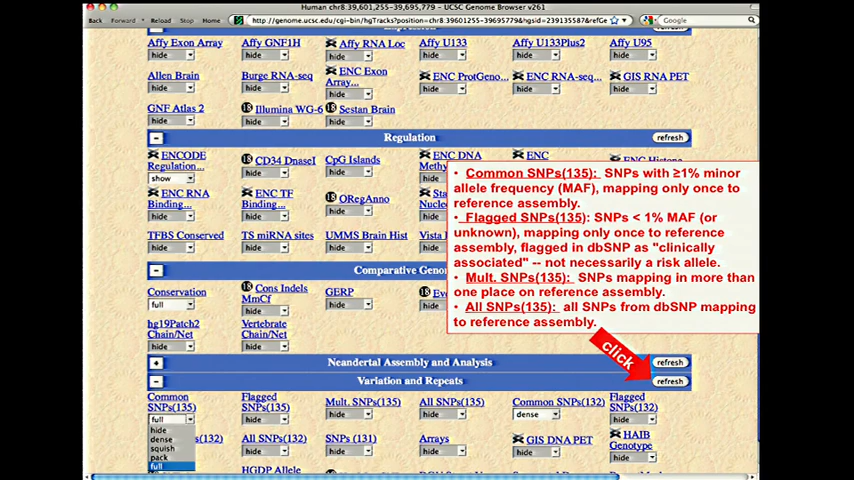 Human chr8:39,601,255-39,695,779 - UCSC Genome Browser v261
Back Forward Reload Stop Home http://genome.ucsc.edu/cgi-bin/hgTracks?position=chr8:39601255-39695779&hgsid=239135587&refGe Google
Affy Exon Array Affy GNF1H Affy RNA Loc Affy U133 Affy U133Plus2 Affy U95
hide hide hide hide hide hide
Allen Brain Burge RNA-seq ENC Exon Array... ENC ProtGeno... ENC RNA-seq... GIS RNA PET
hide hide hide hide hide hide
GNF Atlas 2 Illumina WG-6 Sestan Brain
hide hide hide
Regulation refresh
ENCODE Regulation... CD34 DnaseI CpG Islands ENC DNA Methy ENC ENC Histone
show hide hide
ENC RNA Binding... ENC TF Binding... ORegAnno Sta Nucleo
hide hide hide
TFBS Conserved TS miRNA sites UMMS Brain Hist Vista
hide hide hide
Comparative Geno
Conservation Cons Indels MmCf GERP Evo
full hide hide
hg19Patch2 Chain/Net Vertebrate Chain/Net
hide hide
• Common SNPs(135): SNPs with ≥1% minor
allele frequency (MAF), mapping only once to
reference assembly.
• Flagged SNPs(135): SNPs < 1% MAF (or
unknown), mapping only once to reference
assembly, flagged in dbSNP as "clinically
associated" -- not necessarily a risk allele.
• Mult. SNPs(135): SNPs mapping in more than
one place on reference assembly.
• All SNPs(135): all SNPs from dbSNP mapping
to reference assembly.
click
Neandertal Assembly and Analysis refresh
Variation and Repeats refresh
Common SNPs(135) Flagged SNPs(135) Mult. SNPs(135) All SNPs(135) Common SNPs(132) Flagged SNPs(132)
full hide hide hide dense hide
hide
dense
squish
pack
full
s(132) All SNPs(132) SNPs (131) Arrays GIS DNA PET HAIB Genotype
hide hide hide hide hide
HGDP Allele